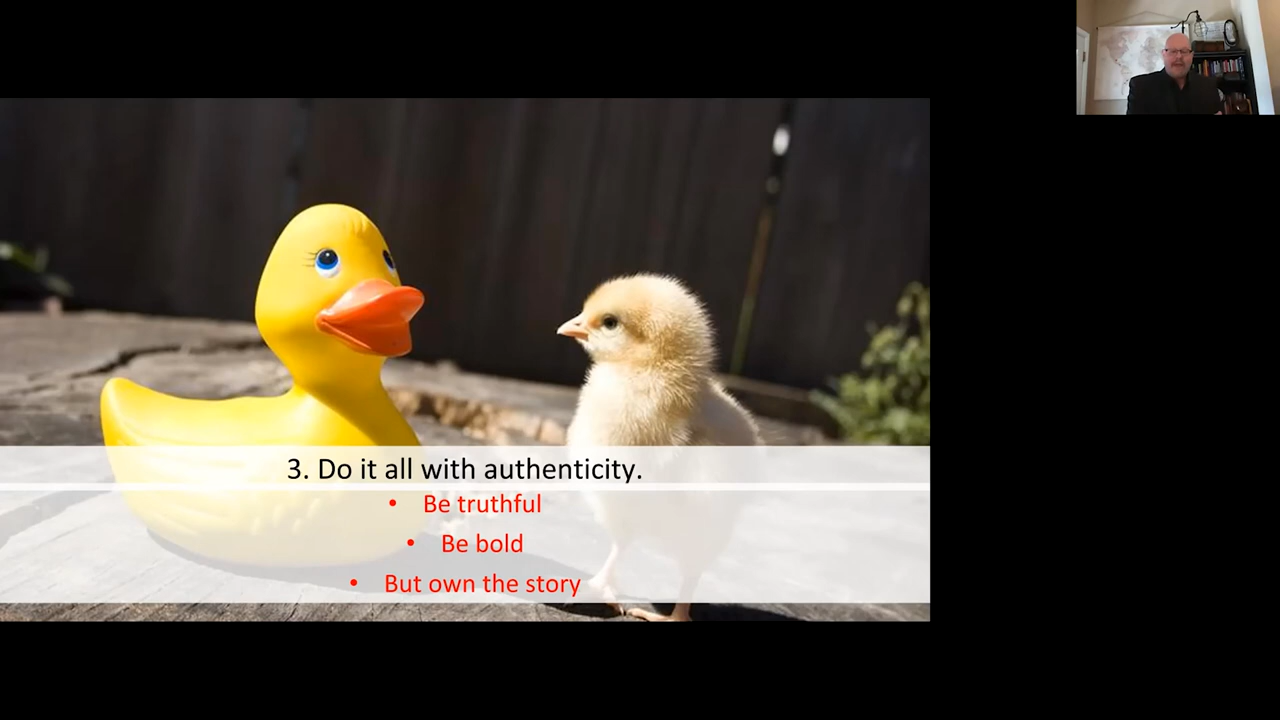 3. Do it all with authenticity.
• Be truthful
• Be bold
• But own the story